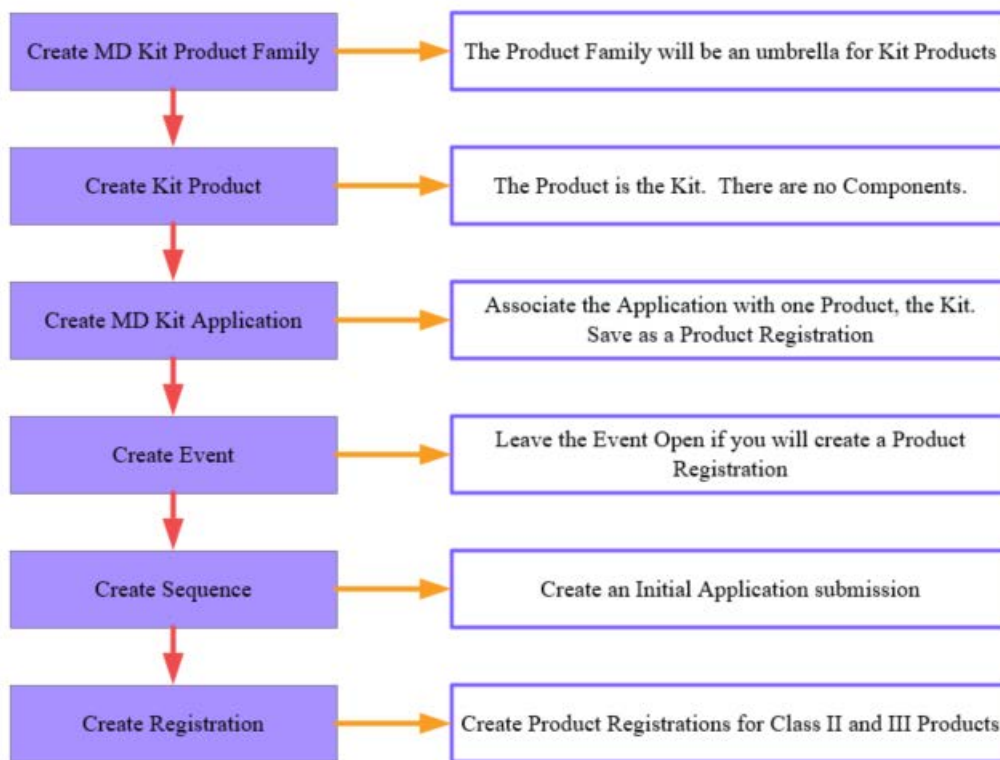 Create MD Kit Product Family
The Product Family will be an umbrella for Kit Products
Create Kit Product
The Product is the Kit.  There are no Components.
Create MD Kit Application
Associate the Application with one Product, the Kit.
Save as a Product Registration
Create Event
Leave the Event Open if you will create a Product
Registration
Create Sequence
Create an Initial Application submission
Create Registration
Create Product Registrations for Class II and III Products